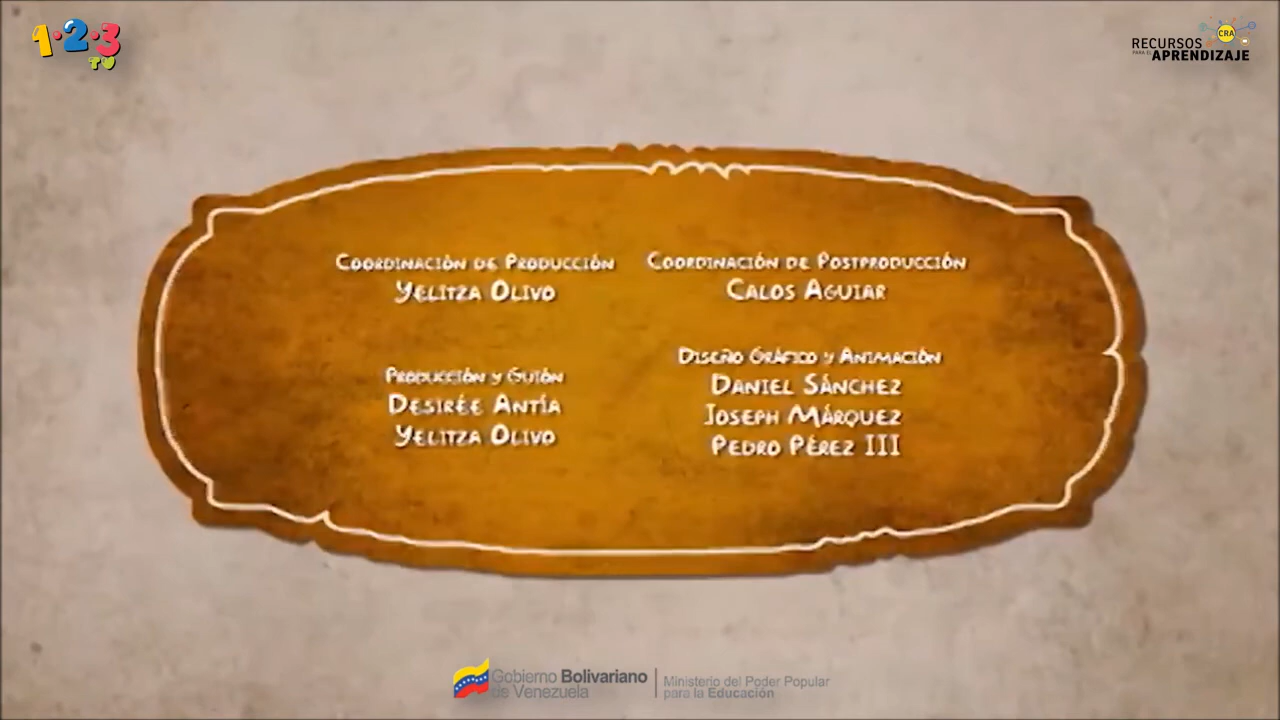 1·2·3
TV
RECURSOS
PARA EL APRENDIZAJE
CRA
Coordinación de Producción
Yelitza Olivo
Producción y Guión
Desirée Antía
Yelitza Olivo
Coordinación de Postproducción
Calos Aguiar
Diseño Gráfico y Animación
Daniel Sánchez
Joseph Márquez
Pedro Pérez III
Gobierno Bolivariano
de Venezuela
Ministerio del Poder Popular
para la Educación